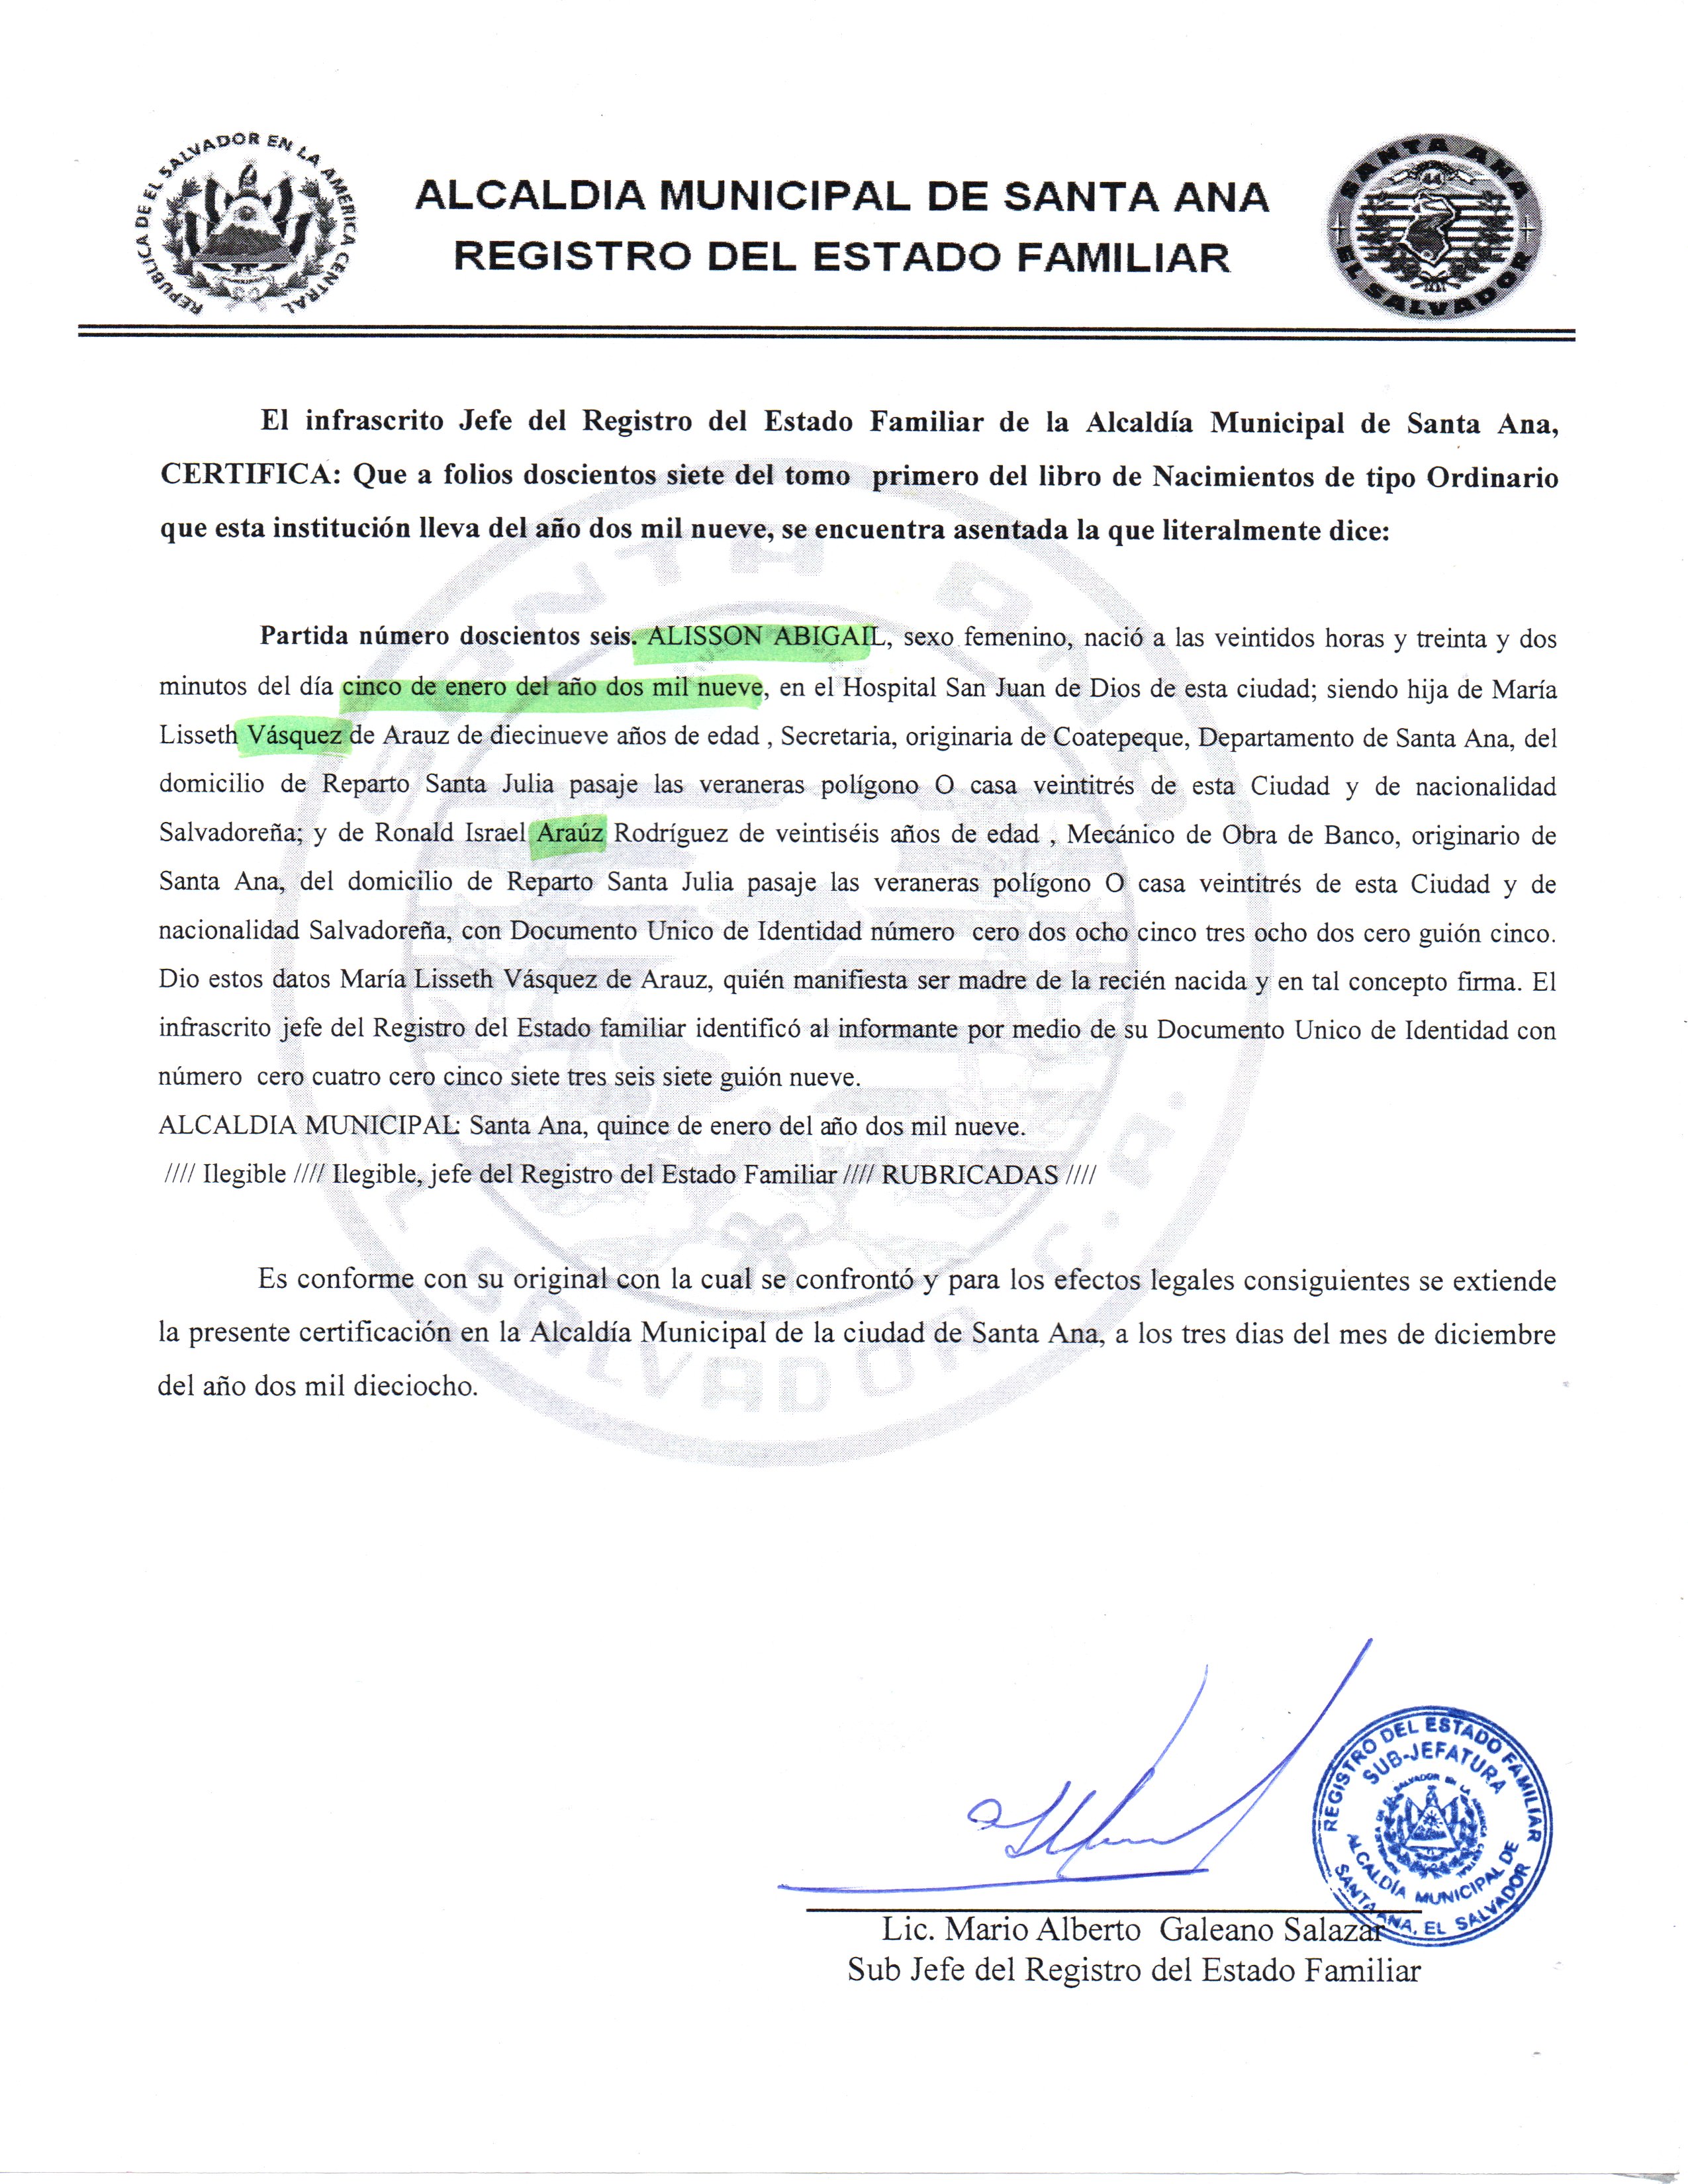 REPUBLICA DE EL SALVADOR EN LA AMERICA CENTRAL
ALCALDIA MUNICIPAL DE SANTA ANA
REGISTRO DEL ESTADO FAMILIAR
SANTA ANA
44
EL SALVADOR
El infrascrito Jefe del Registro del Estado Familiar de la Alcaldía Municipal de Santa Ana,
CERTIFICA: Que a folios doscientos siete del tomo primero del libro de Nacimientos de tipo Ordinario
que esta institución lleva del año dos mil nueve, se encuentra asentada la que literalmente dice:
Partida número doscientos seis. ALISSON ABIGAIL, sexo femenino, nació a las veintidos horas y treinta y dos
minutos del día cinco de enero del año dos mil nueve, en el Hospital San Juan de Dios de esta ciudad; siendo hija de María
Lisseth Vásquez de Arauz de diecinueve años de edad , Secretaria, originaria de Coatepeque, Departamento de Santa Ana, del
domicilio de Reparto Santa Julia pasaje las veraneras polígono O casa veintitrés de esta Ciudad y de nacionalidad
Salvadoreña; y de Ronald Israel Araúz Rodríguez de veintiséis años de edad , Mecánico de Obra de Banco, originario de
Santa Ana, del domicilio de Reparto Santa Julia pasaje las veraneras polígono O casa veintitrés de esta Ciudad y de
nacionalidad Salvadoreña, con Documento Unico de Identidad número cero dos ocho cinco tres ocho dos cero guión cinco.
Dio estos datos María Lisseth Vásquez de Arauz, quién manifiesta ser madre de la recién nacida y en tal concepto firma. El
infrascrito jefe del Registro del Estado familiar identificó al informante por medio de su Documento Unico de Identidad con
número cero cuatro cero cinco siete tres seis siete guión nueve.
ALCALDIA MUNICIPAL: Santa Ana, quince de enero del año dos mil nueve.
//// Ilegible //// Ilegible, jefe del Registro del Estado Familiar //// RUBRICADAS ////
Es conforme con su original con la cual se confrontó y para los efectos legales consiguientes se extiende
la presente certificación en la Alcaldía Municipal de la ciudad de Santa Ana, a los tres dias del mes de diciembre
del año dos mil dieciocho.
REGISTRO DEL ESTADO FAMILIAR
SUB-JEFATURA
ALCALDÍA MUNICIPAL DE
SANTA ANA, EL SALVADOR
Lic. Mario Alberto Galeano Salazar
Sub Jefe del Registro del Estado Familiar